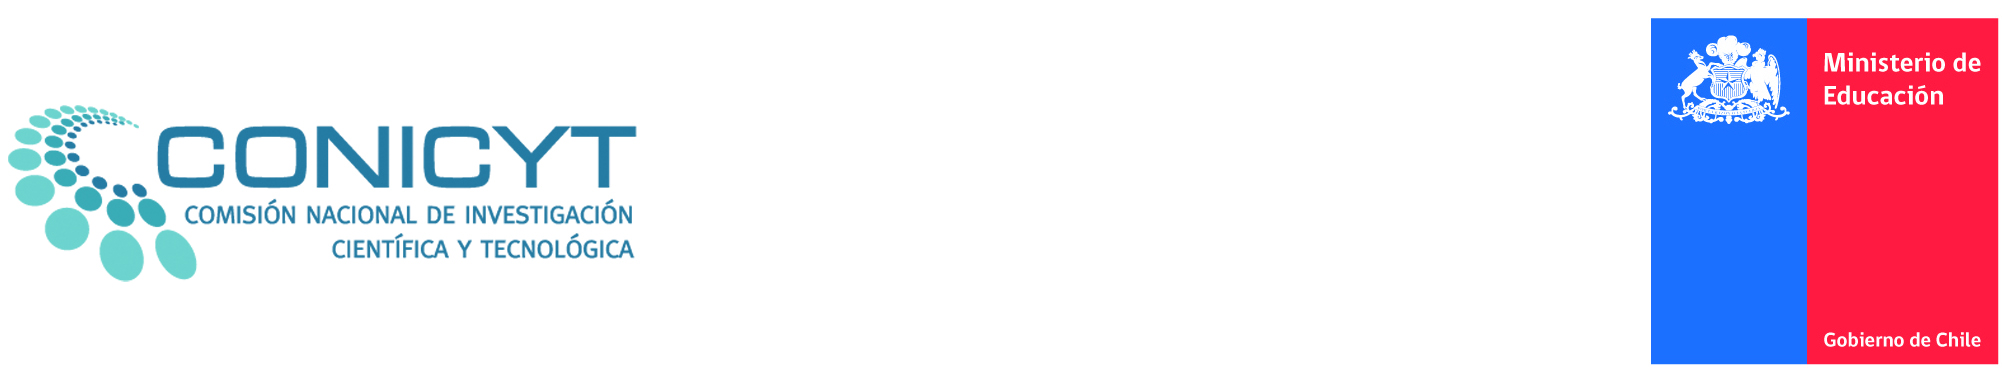 CONICYT
COMISIÓN NACIONAL DE INVESTIGACIÓN
CIENTÍFICA Y TECNOLÓGICA
Ministerio de
Educación
Gobierno de Chile